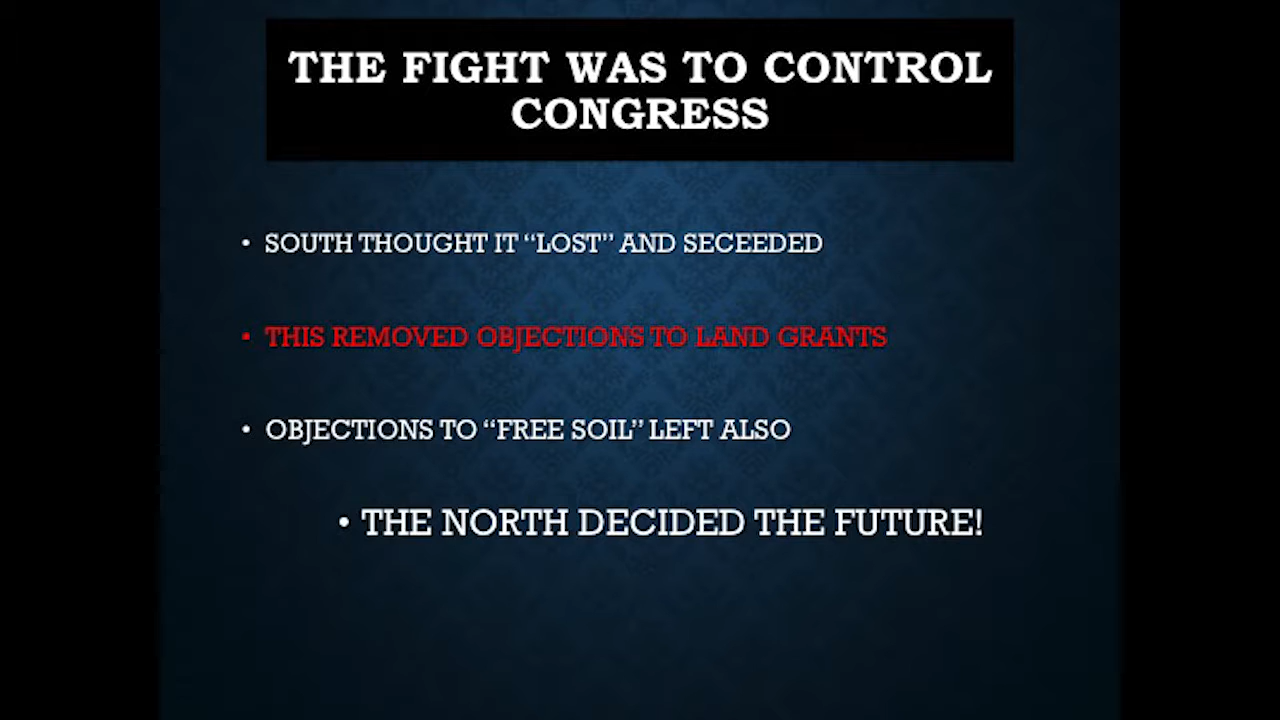 THE FIGHT WAS TO CONTROL
CONGRESS
• SOUTH THOUGHT IT “LOST” AND SECEEDED
• THIS REMOVED OBJECTIONS TO LAND GRANTS
• OBJECTIONS TO “FREE SOIL” LEFT ALSO
• THE NORTH DECIDED THE FUTURE!